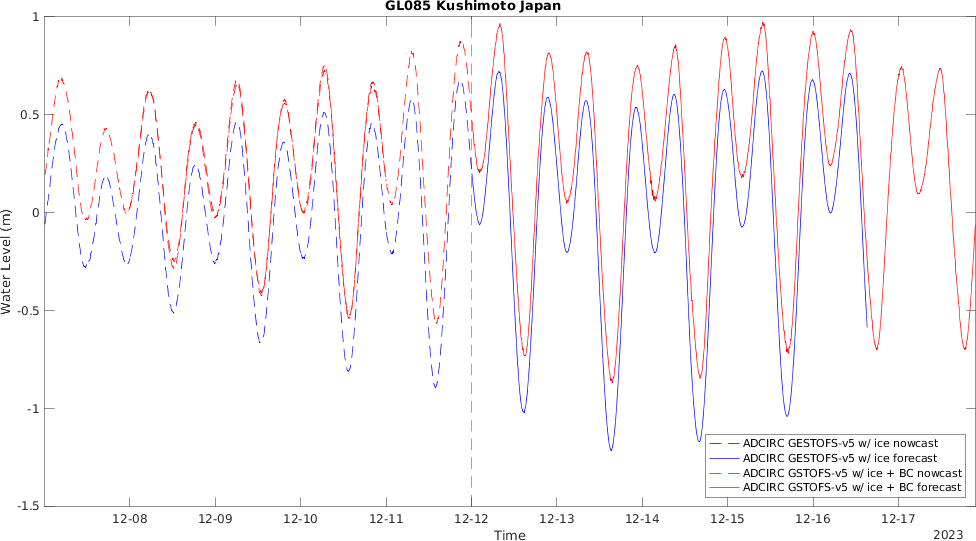 GL085 Kushimoto Japan
1
0.5
0
-0.5
-1
-1.5
Water Level (m)
ADCIRC GESTOFS-v5 w/ ice nowcast
ADCIRC GESTOFS-v5 w/ ice forecast
ADCIRC GSTOFS-v5 w/ ice + BC nowcast
ADCIRC GSTOFS-v5 w/ ice + BC forecast
12-08 12-09 12-10 12-11 12-12 12-13 12-14 12-15 12-16 12-17
Time
2023